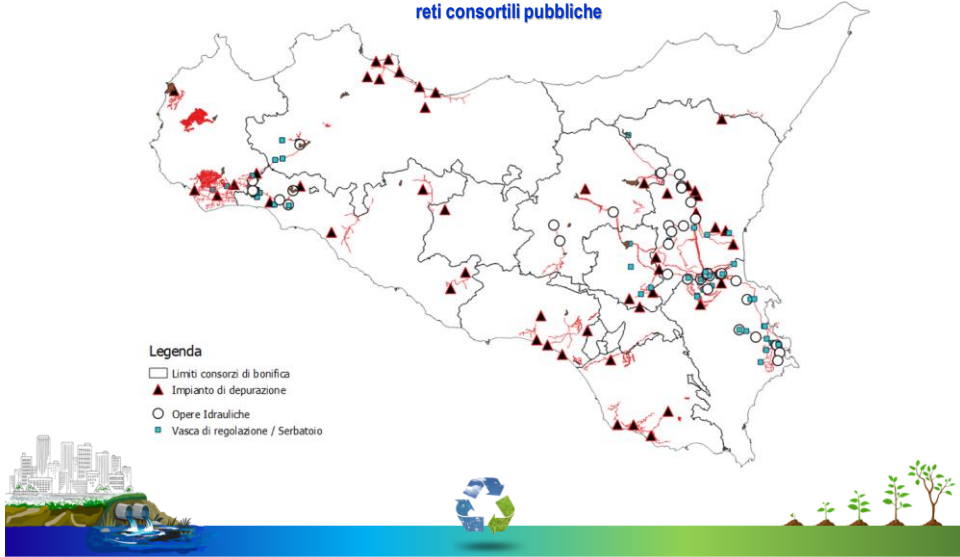 reti consortili pubbliche
Legenda
Limiti consorzi di bonifica
Impianto di depurazione
Opere Idrauliche
Vasca di regolazione / Serbatoio